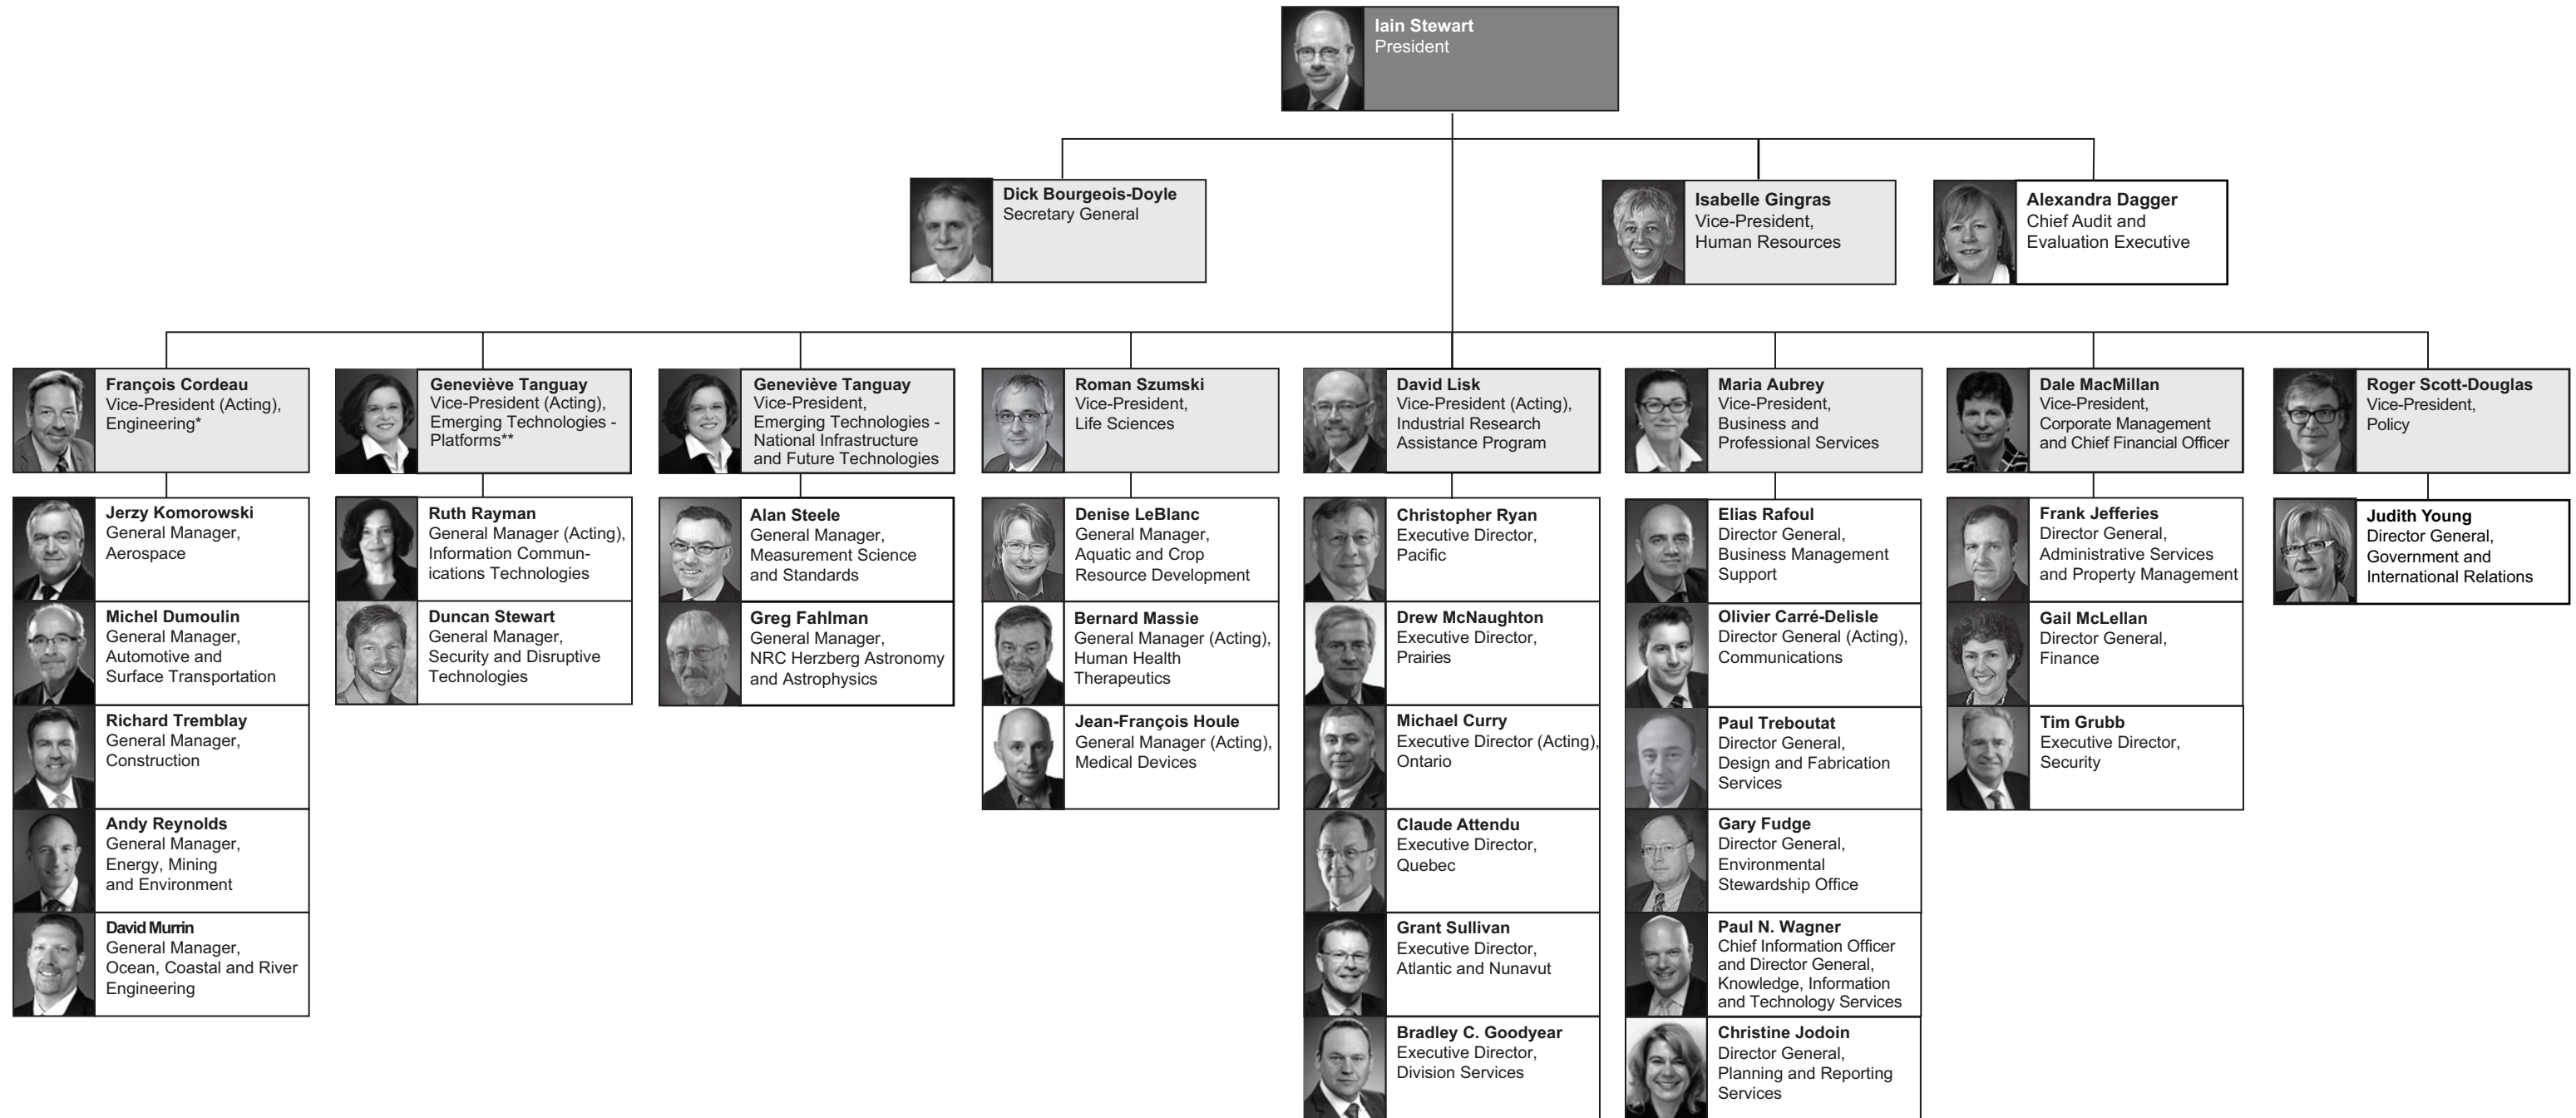 Iain Stewart
President
Dick Bourgeois-Doyle
Secretary General
Isabelle Gingras
Vice-President,
Human Resources
Alexandra Dagger
Chief Audit and
Evaluation Executive
François Cordeau
Vice-President (Acting),
Engineering*
Geneviève Tanguay
Vice-President (Acting),
Emerging Technologies -
Platforms**
Geneviève Tanguay
Vice-President,
Emerging Technologies -
National Infrastructure
and Future Technologies
Roman Szumski
Vice-President,
Life Sciences
David Lisk
Vice-President (Acting),
Industrial Research
Assistance Program
Maria Aubrey
Vice-President,
Business and
Professional Services
Dale MacMillan
Vice-President,
Corporate Management
and Chief Financial Officer
Roger Scott-Douglas
Vice-President,
Policy
Jerzy Komorowski
General Manager,
Aerospace
Michel Dumoulin
General Manager,
Automotive and
Surface Transportation
Richard Tremblay
General Manager,
Construction
Andy Reynolds
General Manager,
Energy, Mining
and Environment
David Murrin
General Manager,
Ocean, Coastal and River
Engineering
Ruth Rayman
General Manager (Acting),
Information Commun-
ications Technologies
Duncan Stewart
General Manager,
Security and Disruptive
Technologies
Alan Steele
General Manager,
Measurement Science
and Standards
Greg Fahlman
General Manager,
NRC Herzberg Astronomy
and Astrophysics
Denise LeBlanc
General Manager,
Aquatic and Crop
Resource Development
Bernard Massie
General Manager (Acting),
Human Health
Therapeutics
Jean-François Houle
General Manager (Acting),
Medical Devices
Christopher Ryan
Executive Director,
Pacific
Drew McNaughton
Executive Director,
Prairies
Michael Curry
Executive Director (Acting),
Ontario
Claude Attendu
Executive Director,
Quebec
Grant Sullivan
Executive Director,
Atlantic and Nunavut
Bradley C. Goodyear
Executive Director,
Division Services
Elias Rafoul
Director General,
Business Management
Support
Olivier Carré-Delisle
Director General (Acting),
Communications
Paul Treboutat
Director General,
Design and Fabrication
Services
Gary Fudge
Director General,
Environmental
Stewardship Office
Paul N. Wagner
Chief Information Officer
and Director General,
Knowledge, Information
and Technology Services
Christine Jodoin
Director General,
Planning and Reporting
Services
Frank Jefferies
Director General,
Administrative Services
and Property Management
Gail McLellan
Director General,
Finance
Tim Grubb
Executive Director,
Security
Judith Young
Director General,
Government and
International Relations